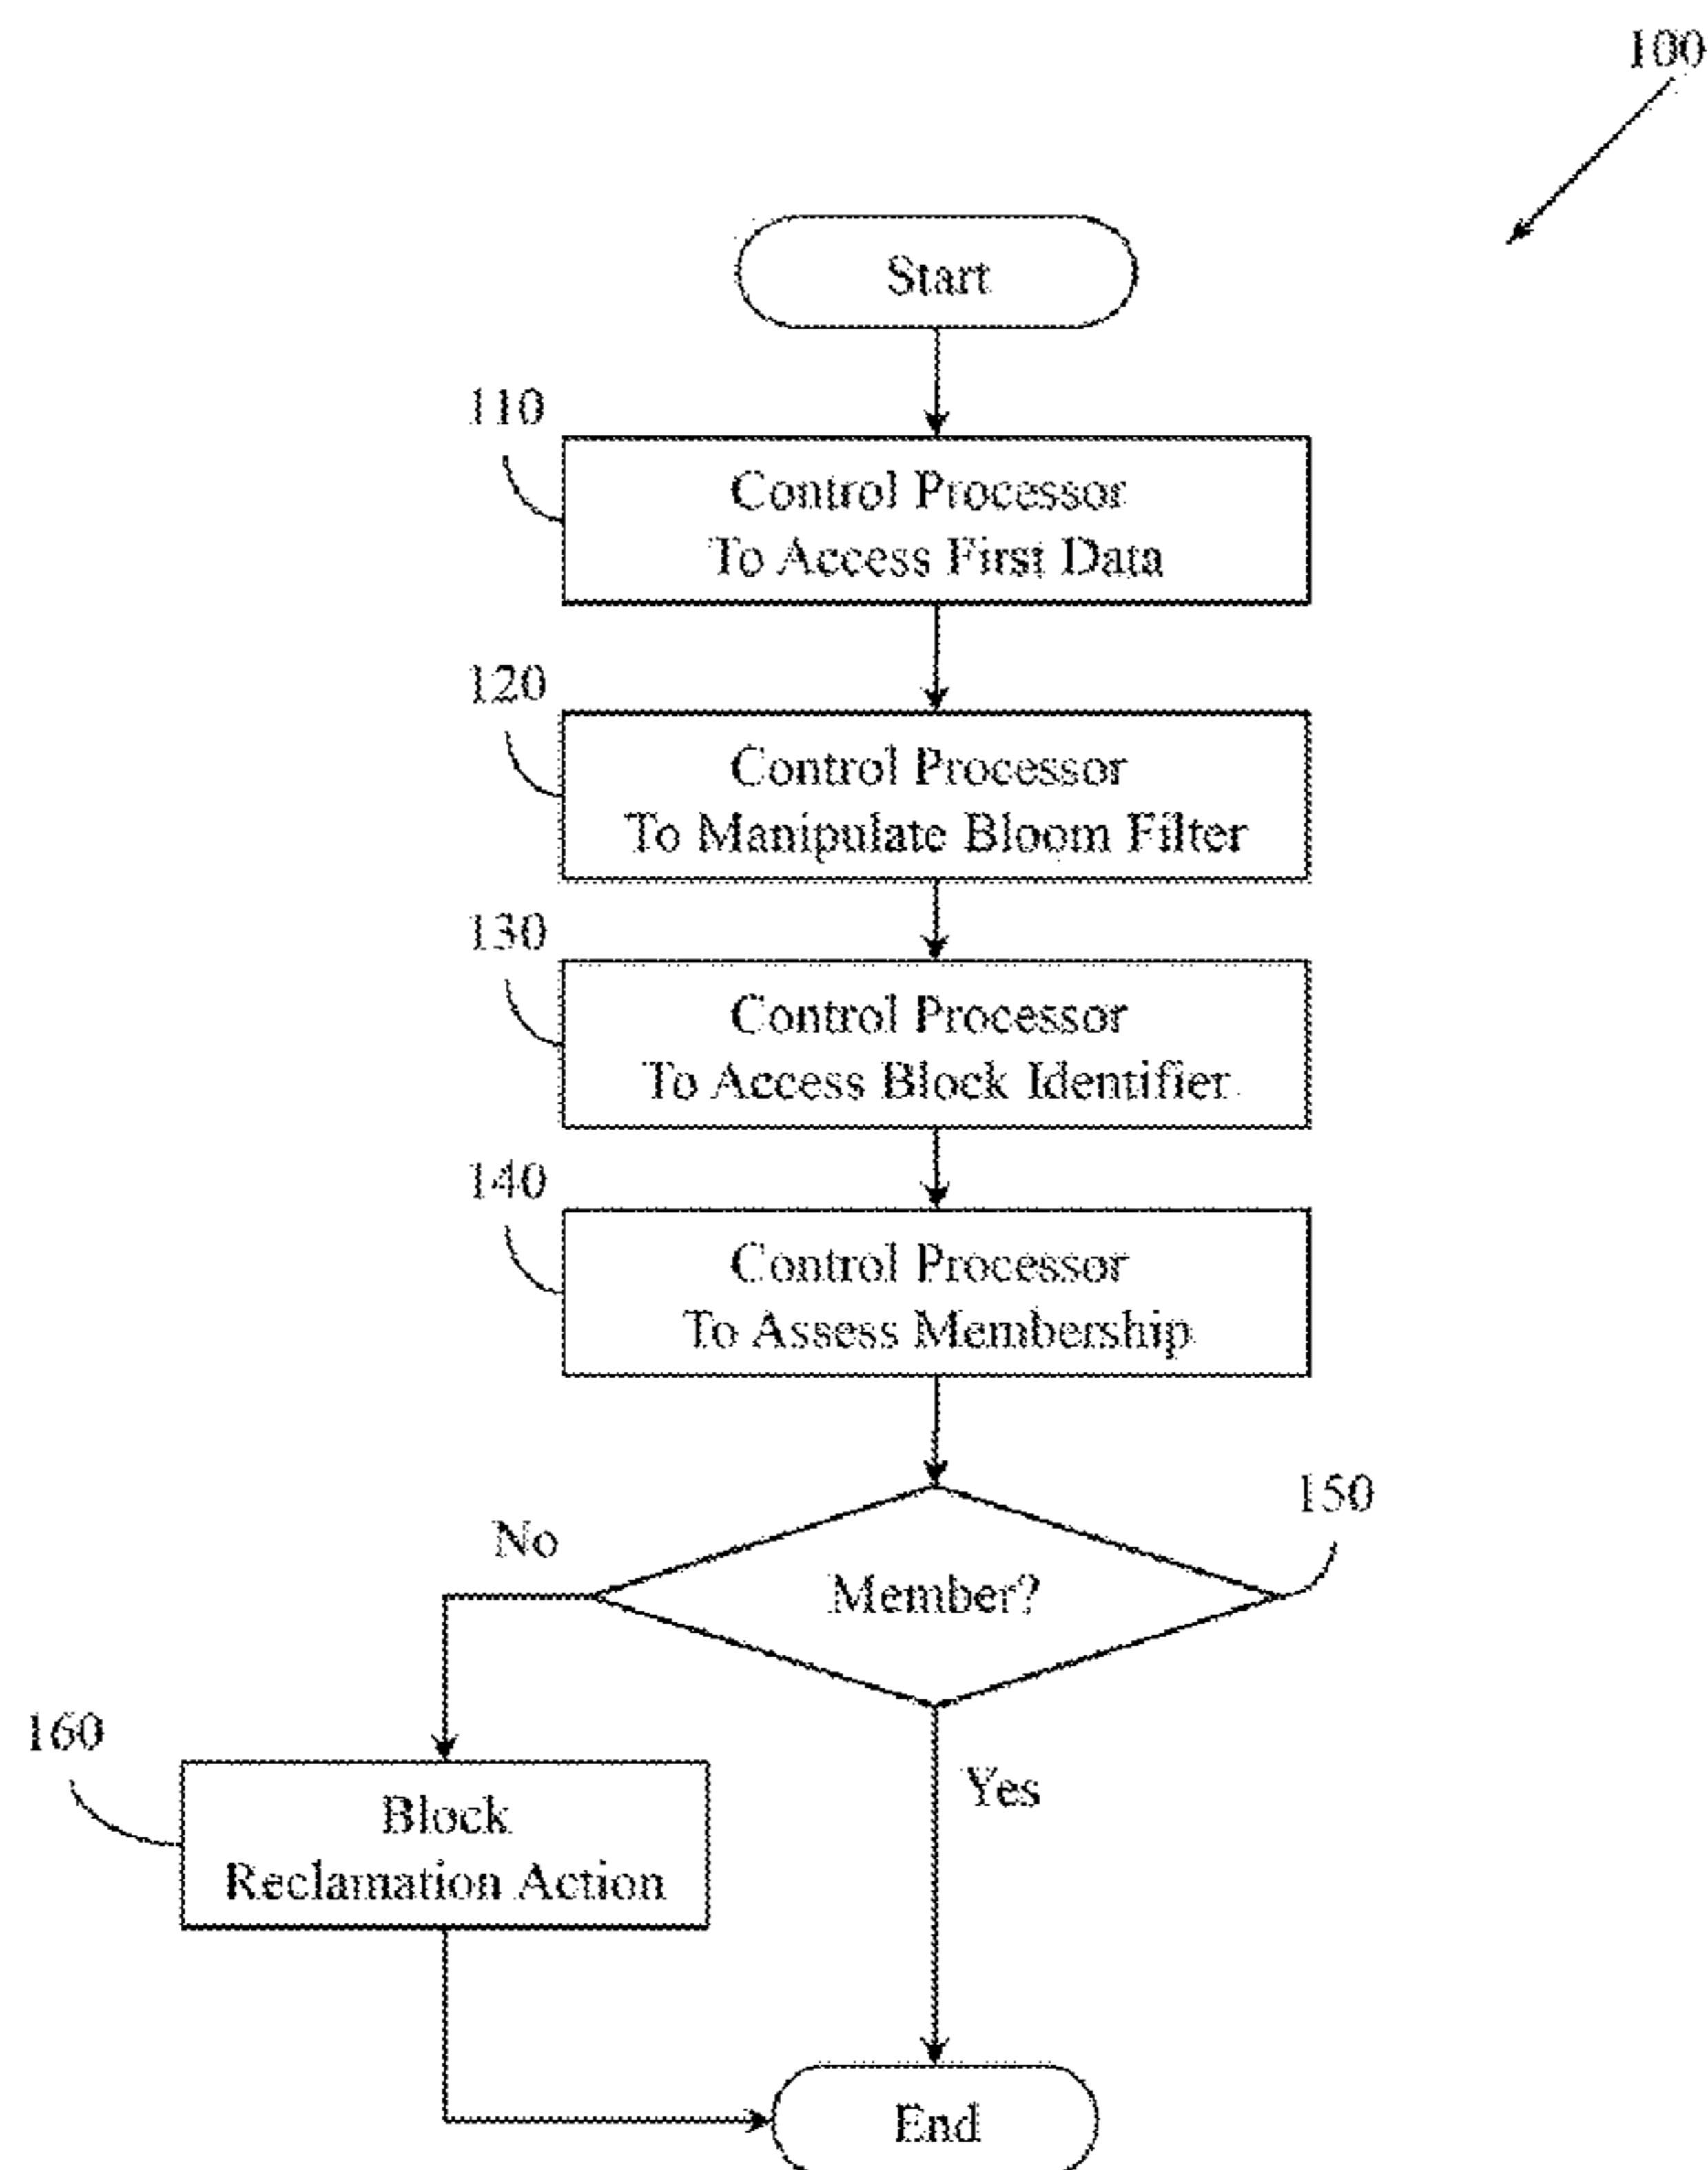 100
Start
110
Control Processor
To Access First Data
120
Control Processor
To Manipulate Bloom Filter
130
Control Processor
To Access Block Identifier
140
Control Processor
To Assess Membership
150
No
Member?
160
Yes
Block
Reclamation Action
End